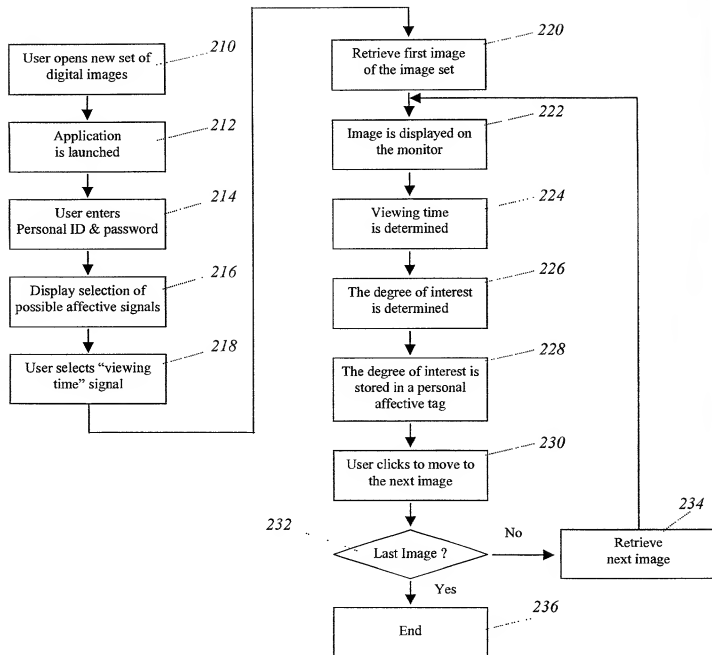 User opens new set of
digital images
210
Application
is launched
212
User enters
Personal ID & password
214
Display selection of
possible affective signals
216
User selects “viewing
time” signal
218
Retrieve first image
of the image set
220
Image is displayed on
the monitor
222
Viewing time
is determined
224
The degree of interest
is determined
226
The degree of interest is
stored in a personal
affective tag
228
User clicks to move to
the next image
230
Last Image ?
232
No
Yes
Retrieve
next image
234
End
236